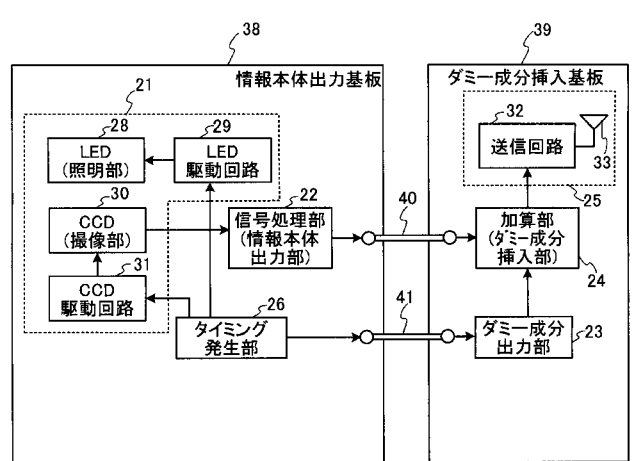 38
39
情報本体出力基板
ダミー成分挿入基板
21
28
29
32
LED
(照明部)
LED
駆動回路
送信回路
33
30
22
25
CCD
(撮像部)
信号処理部
(情報本体
出力部)
40
加算部
(ダミー成分
挿入部)
24
31
CCD
駆動回路
26
41
タイミング
発生部
ダミー成分
出力部
23